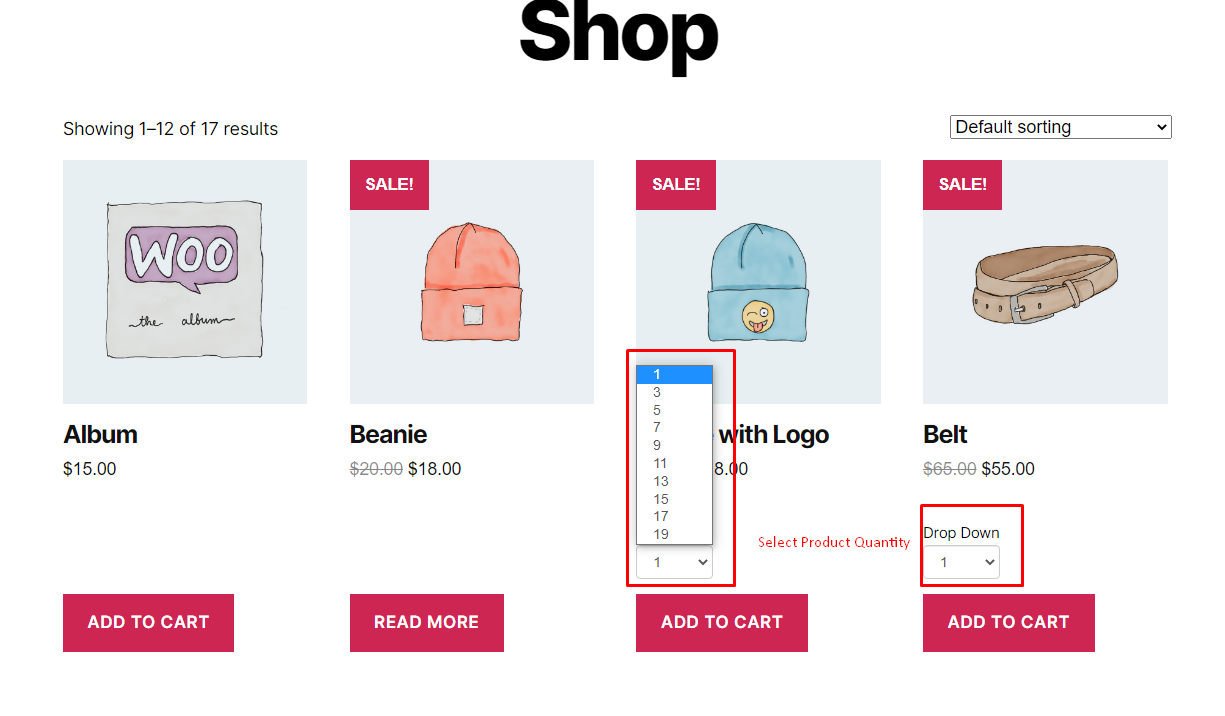 Shop
Showing 1–12 of 17 results
Default sorting
WOO
the album
SALE!
SALE!
SALE!
Album
$15.00
Beanie
$20.00 $18.00
1
3
5
7
9
11
13
15
17
19
with Logo
8.00
1
Select Product Quantity
Belt
$65.00 $55.00
Drop Down
1
ADD TO CART
READ MORE
ADD TO CART
ADD TO CART